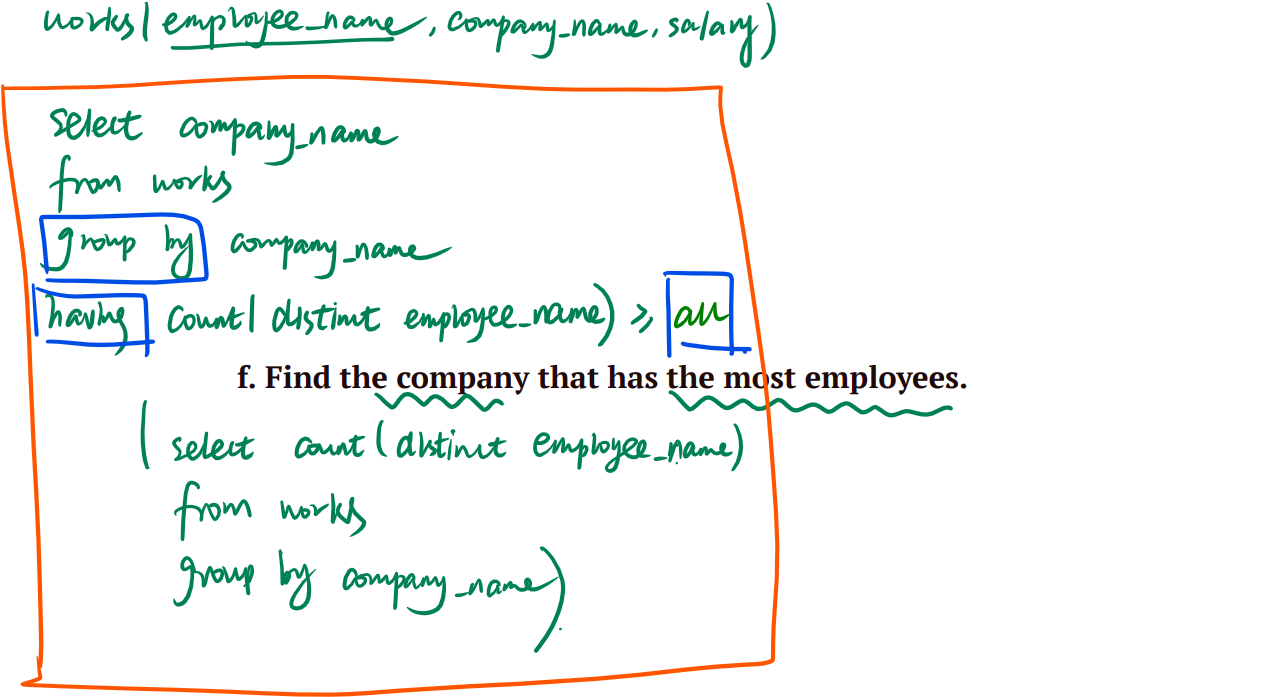 works(employee_name, company_name, salary)
select company_name
from works
group by company_name
having count(distinct employee_name) ≥ all
f. Find the company that has the most employees.
(select count(distinct employee_name)
from works
group by company_name)